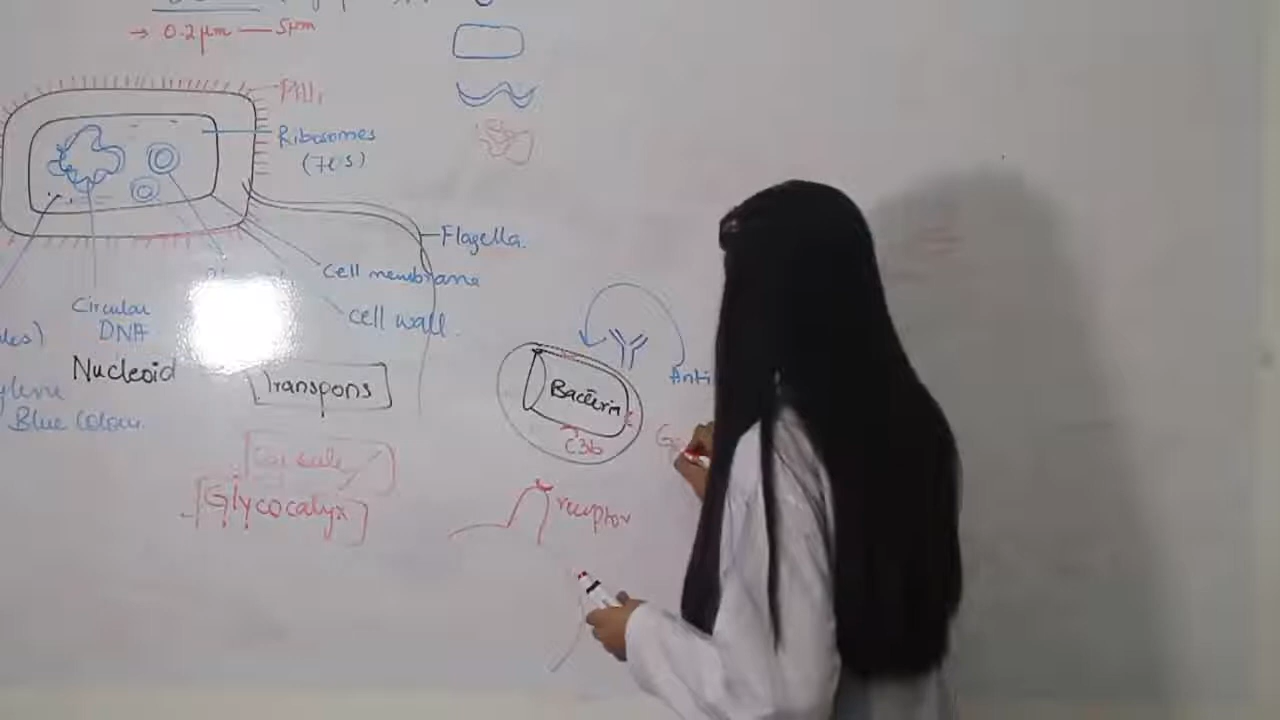 → 0.2µm — 5µm
Pili
Ribosomes
(70s)
Flagella.
Cell membrane
cell wall.
Circular
DNA
Nucleoid
Blue colour
Transpons
Capsule
Glycocalyx
Bacteria
C3b
Anti
receptor